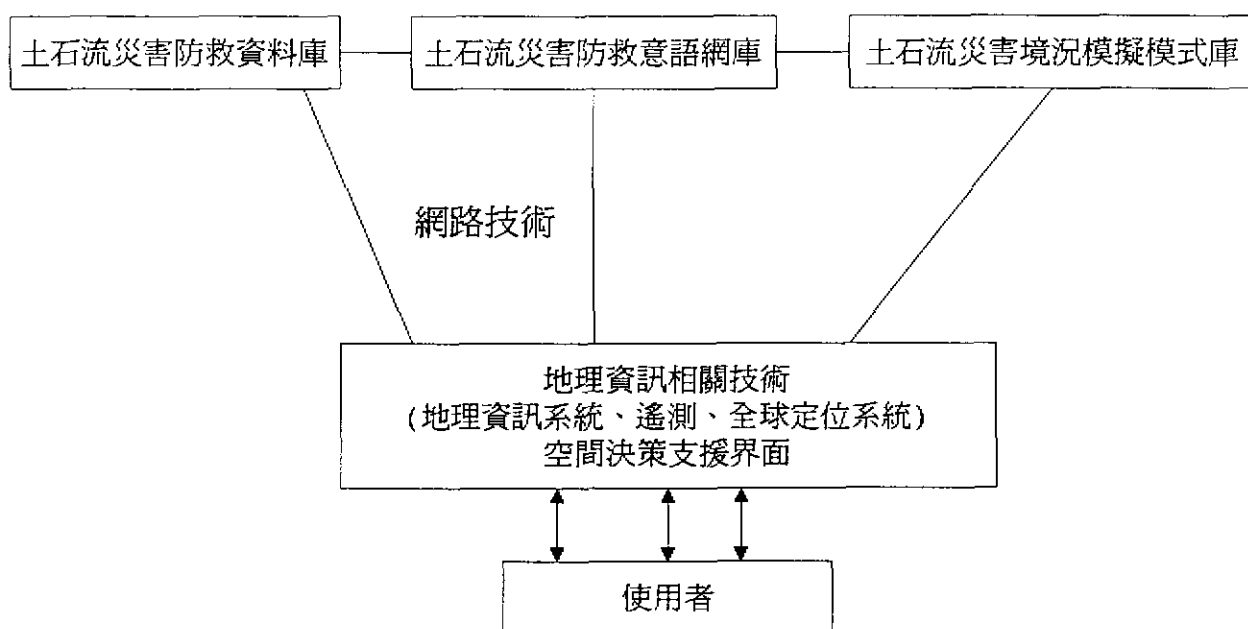 土石流災害防救資料庫
土石流災害防救意語網庫
土石流災害境況模擬模式庫
網路技術
地理資訊相關技術
(地理資訊系統、遙測、全球定位系統)
空間決策支援界面
使用者